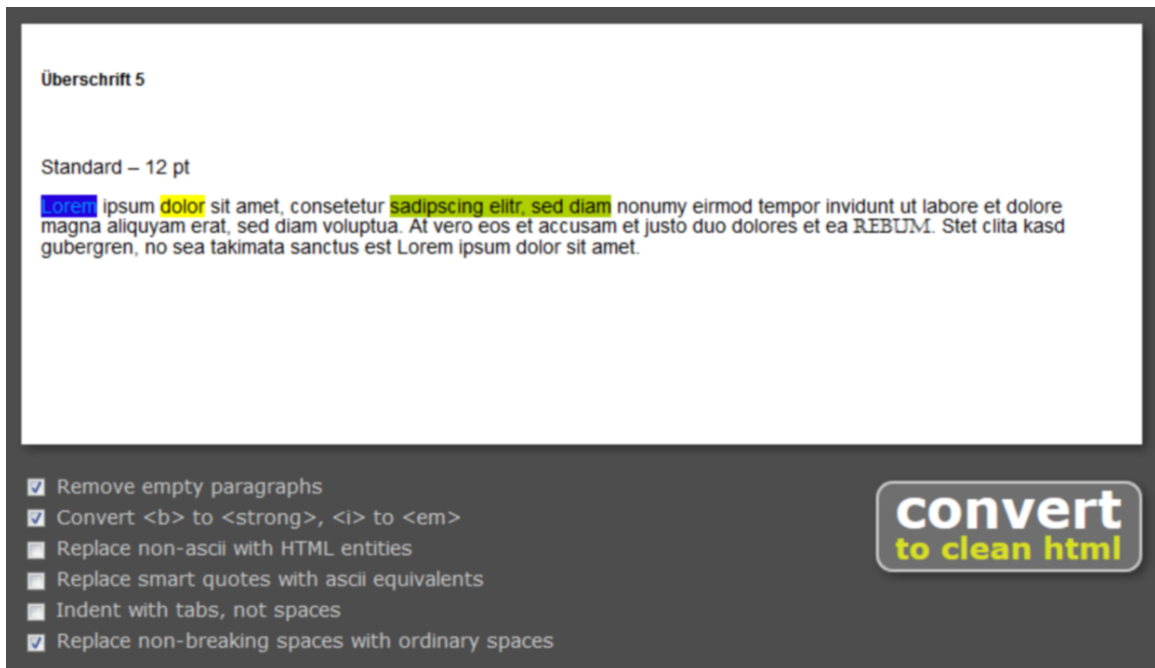 Überschrift 5
Standard – 12 pt
Lorem ipsum dolor sit amet, consetetur sadipscing elitr, sed diam nonumy eirmod tempor invidunt ut labore et dolore
magna aliquyam erat, sed diam voluptua. At vero eos et accusam et justo duo dolores et ea REBUM. Stet clita kasd
gubergren, no sea takimata sanctus est Lorem ipsum dolor sit amet.
Remove empty paragraphs
Convert <b> to <strong>, <i> to <em>
Replace non-ascii with HTML entities
Replace smart quotes with ascii equivalents
Indent with tabs, not spaces
Replace non-breaking spaces with ordinary spaces
convert
to clean html